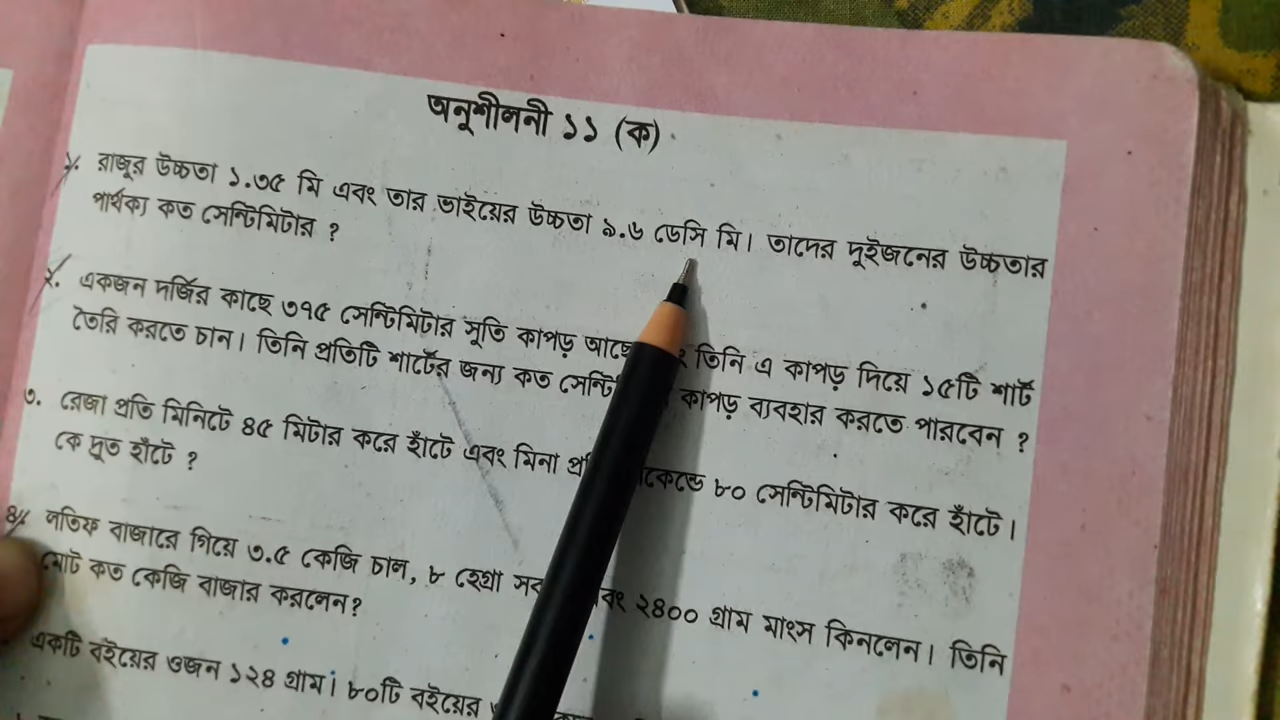 অনুশীলনী ১১ (ক)
১. রাজুর উচ্চতা ১.৩৫ মি এবং তার ভাইয়ের উচ্চতা ৯.৬ ডেসি মি। তাদের দুইজনের উচ্চতার
পার্থক্য কত সেন্টিমিটার ?
২. একজন দর্জির কাছে ৩৭৫ সেন্টিমিটার সূতি কাপড় আছে তিনি এ কাপড় দিয়ে ১৫টি শার্ট
তৈরি করতে চান। তিনি প্রতিটি শার্টের জন্য কত কাপড় ব্যবহার করতে পারবেন ?
৩. রেজা প্রতি মিনিটে ৪৫ মিটার করে হাঁটে এবং মিনা ৮০ সেন্টিমিটার করে হাঁটে।
কে দ্রুত হাঁটে ?
৪. লতিফ বাজারে গিয়ে ৩.৫ কেজি চাল, ৮ হেগ্রা ২৪০০ গ্রাম মাংস কিনলেন। তিনি
মোট কত কেজি বাজার করলেন?
একটি বইয়ের ওজন ১২৪ গ্রাম। ৮০টি বইয়ের